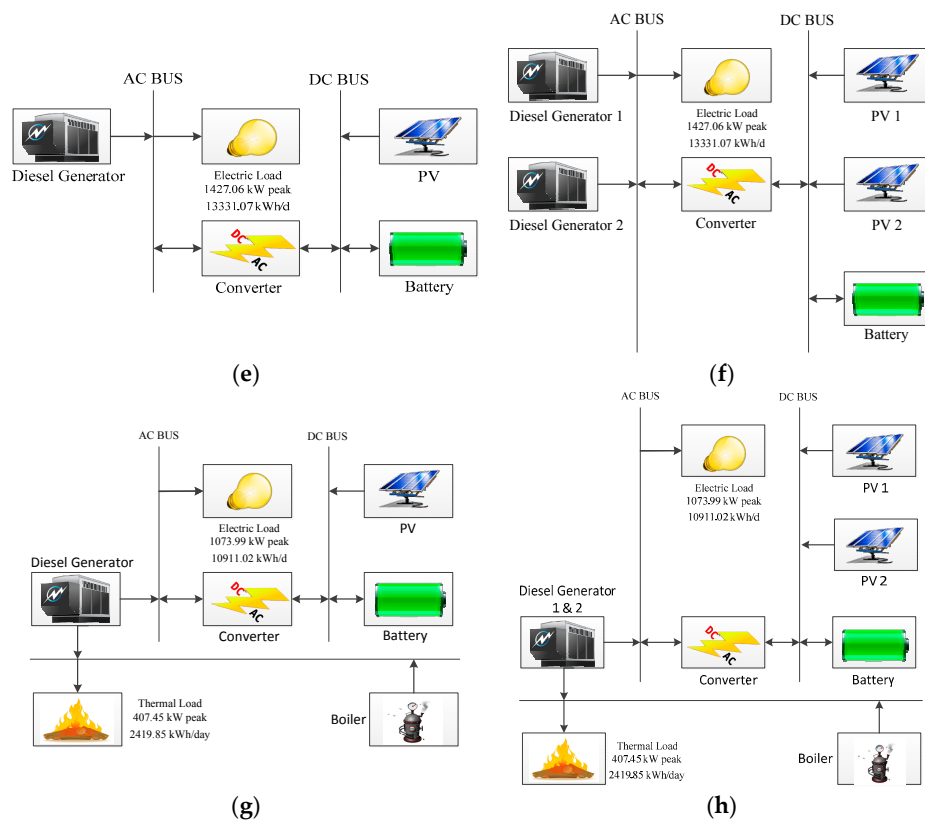 AC BUS
DC BUS
Diesel Generator
Electric Load
1427.06 kW peak
13331.07 kWh/d
PV
DC
AC
Converter
Battery
(e)
AC BUS
DC BUS
Diesel Generator 1
Electric Load
1427.06 kW peak
13331.07 kWh/d
PV 1
Diesel Generator 2
DC
AC
Converter
PV 2
Battery
(f)
AC BUS
DC BUS
Electric Load
1073.99 kW peak
10911.02 kWh/d
PV
Diesel Generator
DC
AC
Converter
Battery
Thermal Load
407.45 kW peak
2419.85 kWh/day
Boiler
(g)
AC BUS
DC BUS
Electric Load
1073.99 kW peak
10911.02 kWh/d
PV 1
PV 2
Diesel Generator
1 & 2
DC
AC
Converter
Battery
Thermal Load
407.45 kW peak
2419.85 kWh/day
Boiler
(h)